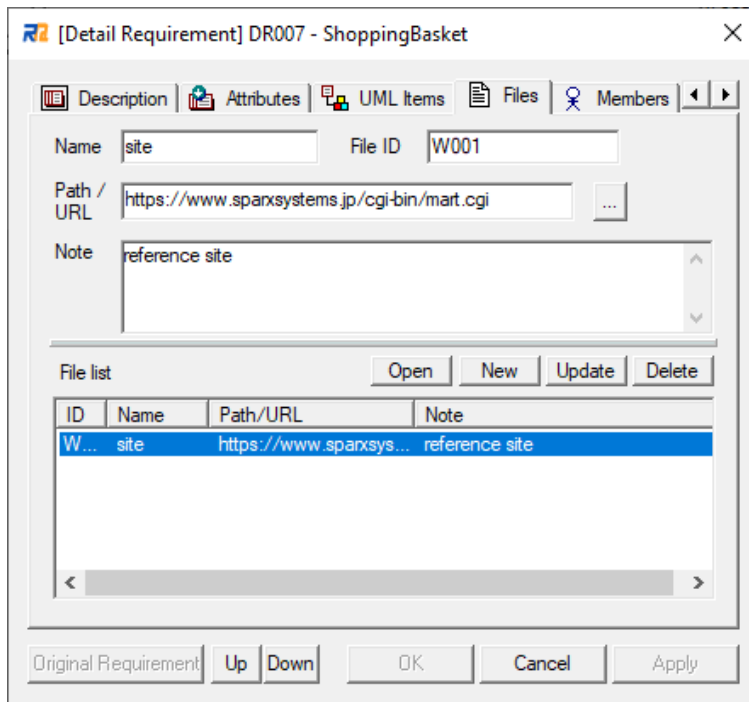 [Detail Requirement] DR007 - ShoppingBasket
Description Attributes UML Items Files Members
Name site File ID W001
Path / URL https://www.sparxsystems.jp/cgi-bin/mart.cgi ...
Note reference site
File list Open New Update Delete
ID Name Path/URL Note
W... site https://www.sparxsys... reference site
Original Requirement Up Down OK Cancel Apply